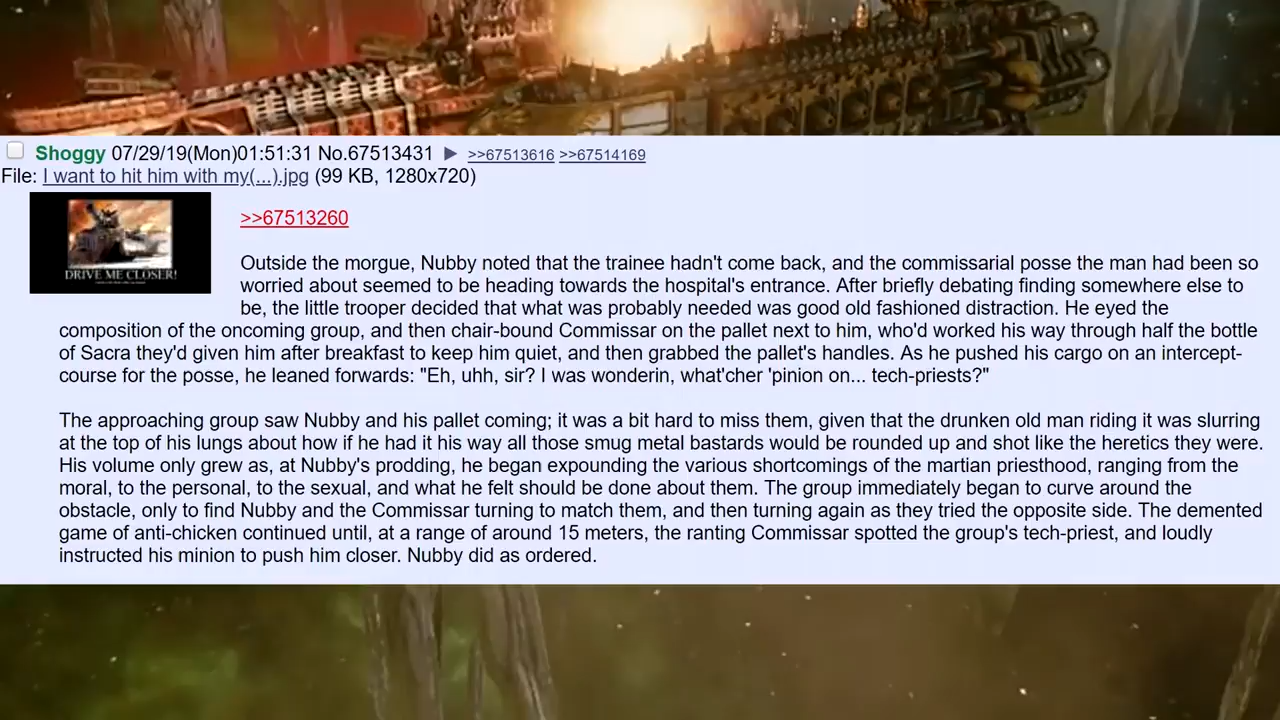 Shoggy 07/29/19(Mon)01:51:31 No.67513431 ▶ >>67513616 >>67514169
File: I want to hit him with my(...).jpg (99 KB, 1280x720)
DRIVE ME CLOSER!
>>67513260
Outside the morgue, Nubby noted that the trainee hadn't come back, and the commissarial posse the man had been so
worried about seemed to be heading towards the hospital's entrance. After briefly debating finding somewhere else to
be, the little trooper decided that what was probably needed was good old fashioned distraction. He eyed the
composition of the oncoming group, and then chair-bound Commissar on the pallet next to him, who'd worked his way through half the bottle
of Sacra they'd given him after breakfast to keep him quiet, and then grabbed the pallet's handles. As he pushed his cargo on an intercept-
course for the posse, he leaned forwards: "Eh, uhh, sir? I was wonderin, what'cher 'pinion on... tech-priests?"
The approaching group saw Nubby and his pallet coming; it was a bit hard to miss them, given that the drunken old man riding it was slurring
at the top of his lungs about how if he had it his way all those smug metal bastards would be rounded up and shot like the heretics they were.
His volume only grew as, at Nubby's prodding, he began expounding the various shortcomings of the martian priesthood, ranging from the
moral, to the personal, to the sexual, and what he felt should be done about them. The group immediately began to curve around the
obstacle, only to find Nubby and the Commissar turning to match them, and then turning again as they tried the opposite side. The demented
game of anti-chicken continued until, at a range of around 15 meters, the ranting Commissar spotted the group's tech-priest, and loudly
instructed his minion to push him closer. Nubby did as ordered.